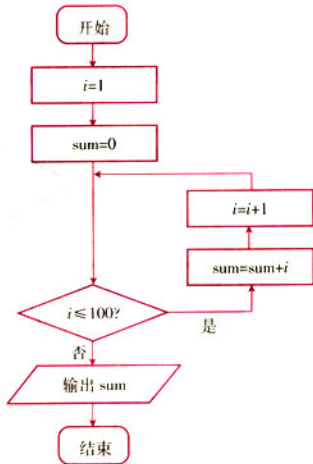 开始
i=1
sum=0
i=i+1
sum=sum+i
i≤100?
是
否
输出 sum
结束